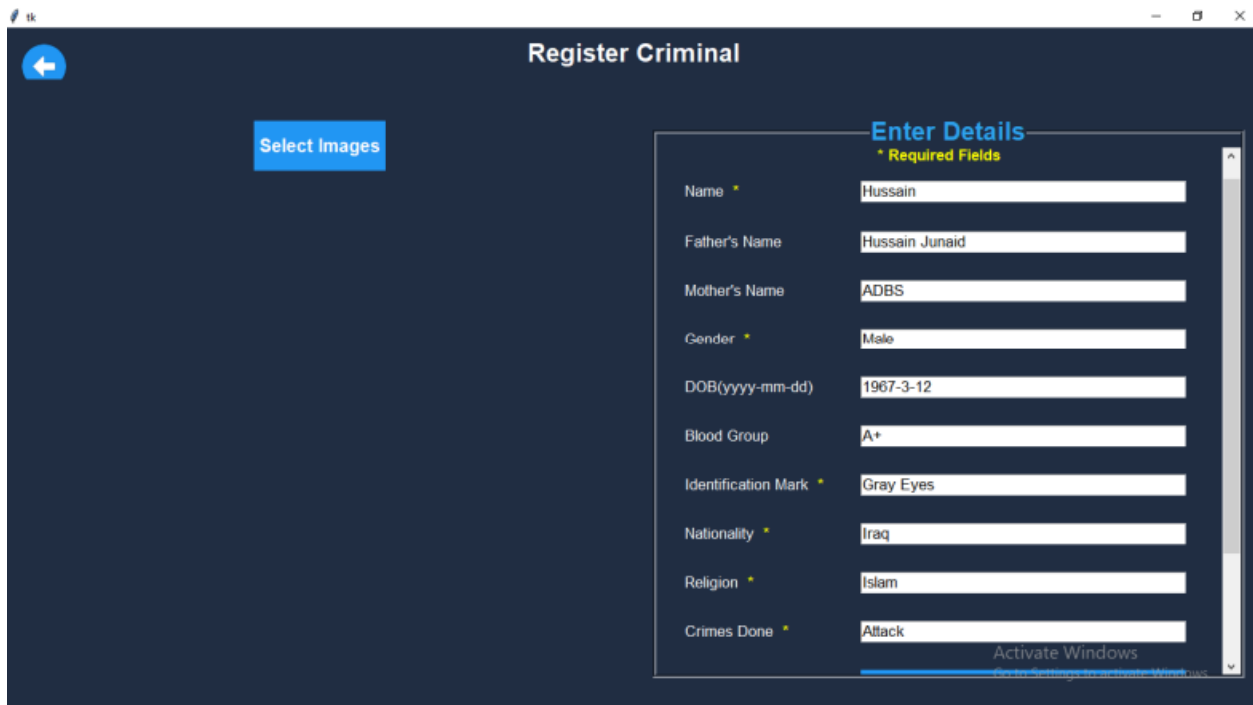 tk
Register Criminal
Select Images
Enter Details
* Required Fields
Name * Hussain
Father's Name Hussain Junaid
Mother's Name ADBS
Gender * Male
DOB(yyyy-mm-dd) 1967-3-12
Blood Group A+
Identification Mark * Gray Eyes
Nationality * Iraq
Religion * Islam
Crimes Done * Attack
Activate Windows
Go to Settings to activate Windows.